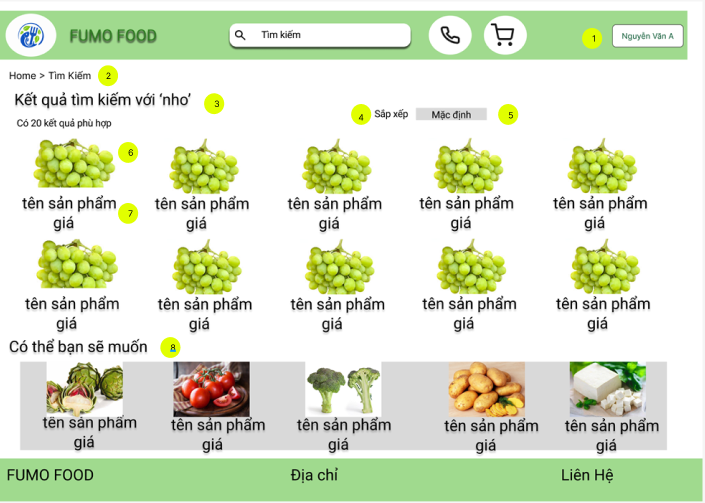 FUMO FOOD
Tìm kiếm
1
Nguyễn Văn A
Home > Tìm Kiếm
2
Kết quả tìm kiếm với ‘nho’
3
4
Sắp xếp
Mặc định
5
Có 20 kết quả phù hợp
6
tên sản phẩm
giá
7
tên sản phẩm
giá
tên sản phẩm
giá
tên sản phẩm
giá
tên sản phẩm
giá
tên sản phẩm
giá
tên sản phẩm
giá
tên sản phẩm
giá
tên sản phẩm
giá
tên sản phẩm
giá
Có thể bạn sẽ muốn
8
tên sản phẩm
giá
tên sản phẩm
giá
tên sản phẩm
giá
tên sản phẩm
giá
tên sản phẩm
giá
FUMO FOOD
Địa chỉ
Liên Hệ